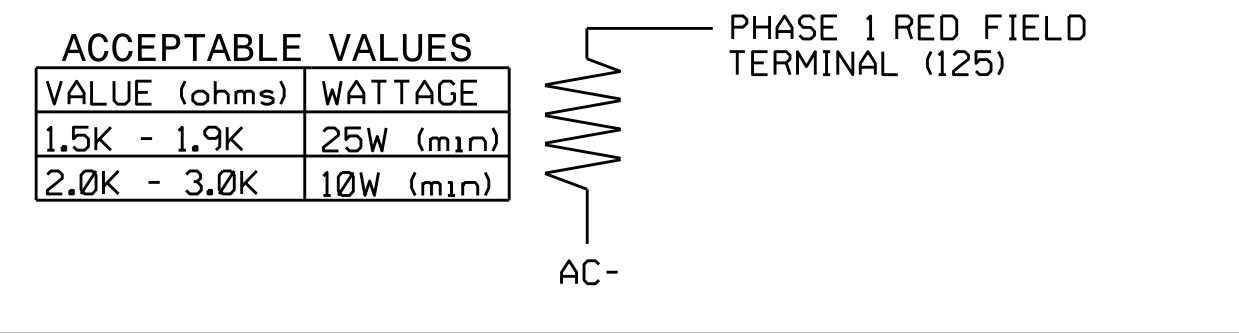 ACCEPTABLE VALUES
VALUE (ohms) WATTAGE
1.5K - 1.9K 25W (min)
2.0K - 3.0K 10W (min)
PHASE 1 RED FIELD
TERMINAL (125)
AC-